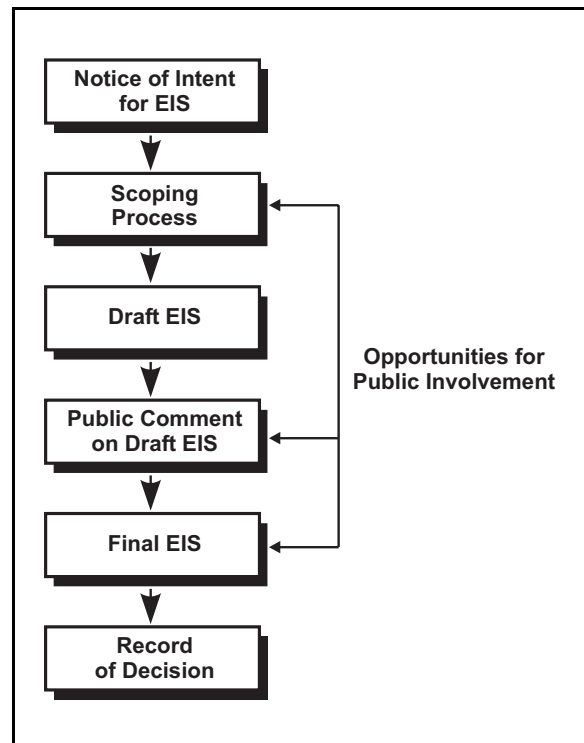 Notice of Intent
for EIS
Scoping
Process
Draft EIS
Opportunities for
Public Involvement
Public Comment
on Draft EIS
Final EIS
Record
of Decision